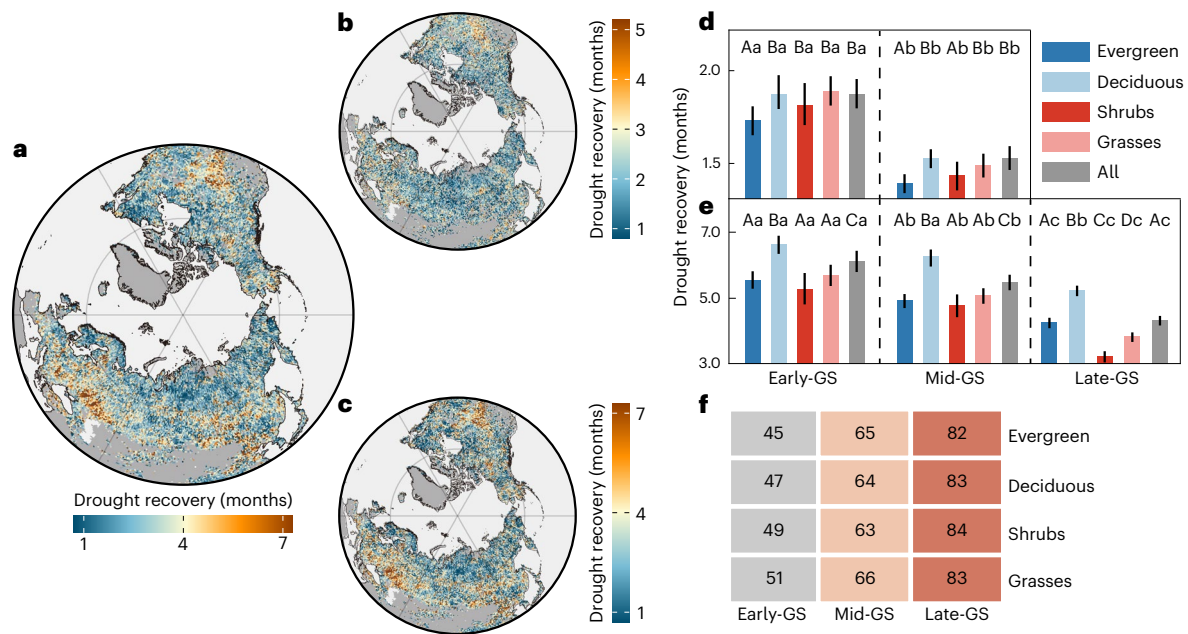 a
Drought recovery (months)
1 4 7
b
Drought recovery (months)
5
4
3
2
1
c
Drought recovery (months)
7
4
1
d
Drought recovery (months)
2.0
1.5
Aa Ba Ba Ba Ba
Ab Bb Ab Bb Bb
Evergreen
Deciduous
Shrubs
Grasses
All
e
7.0
5.0
3.0
Aa Ba Aa Aa Ca
Ab Ba Ab Ab Cb
Ac Bb Cc Dc Ac
Early-GS Mid-GS Late-GS
f
45 65 82 Evergreen
47 64 83 Deciduous
49 63 84 Shrubs
51 66 83 Grasses
Early-GS Mid-GS Late-GS